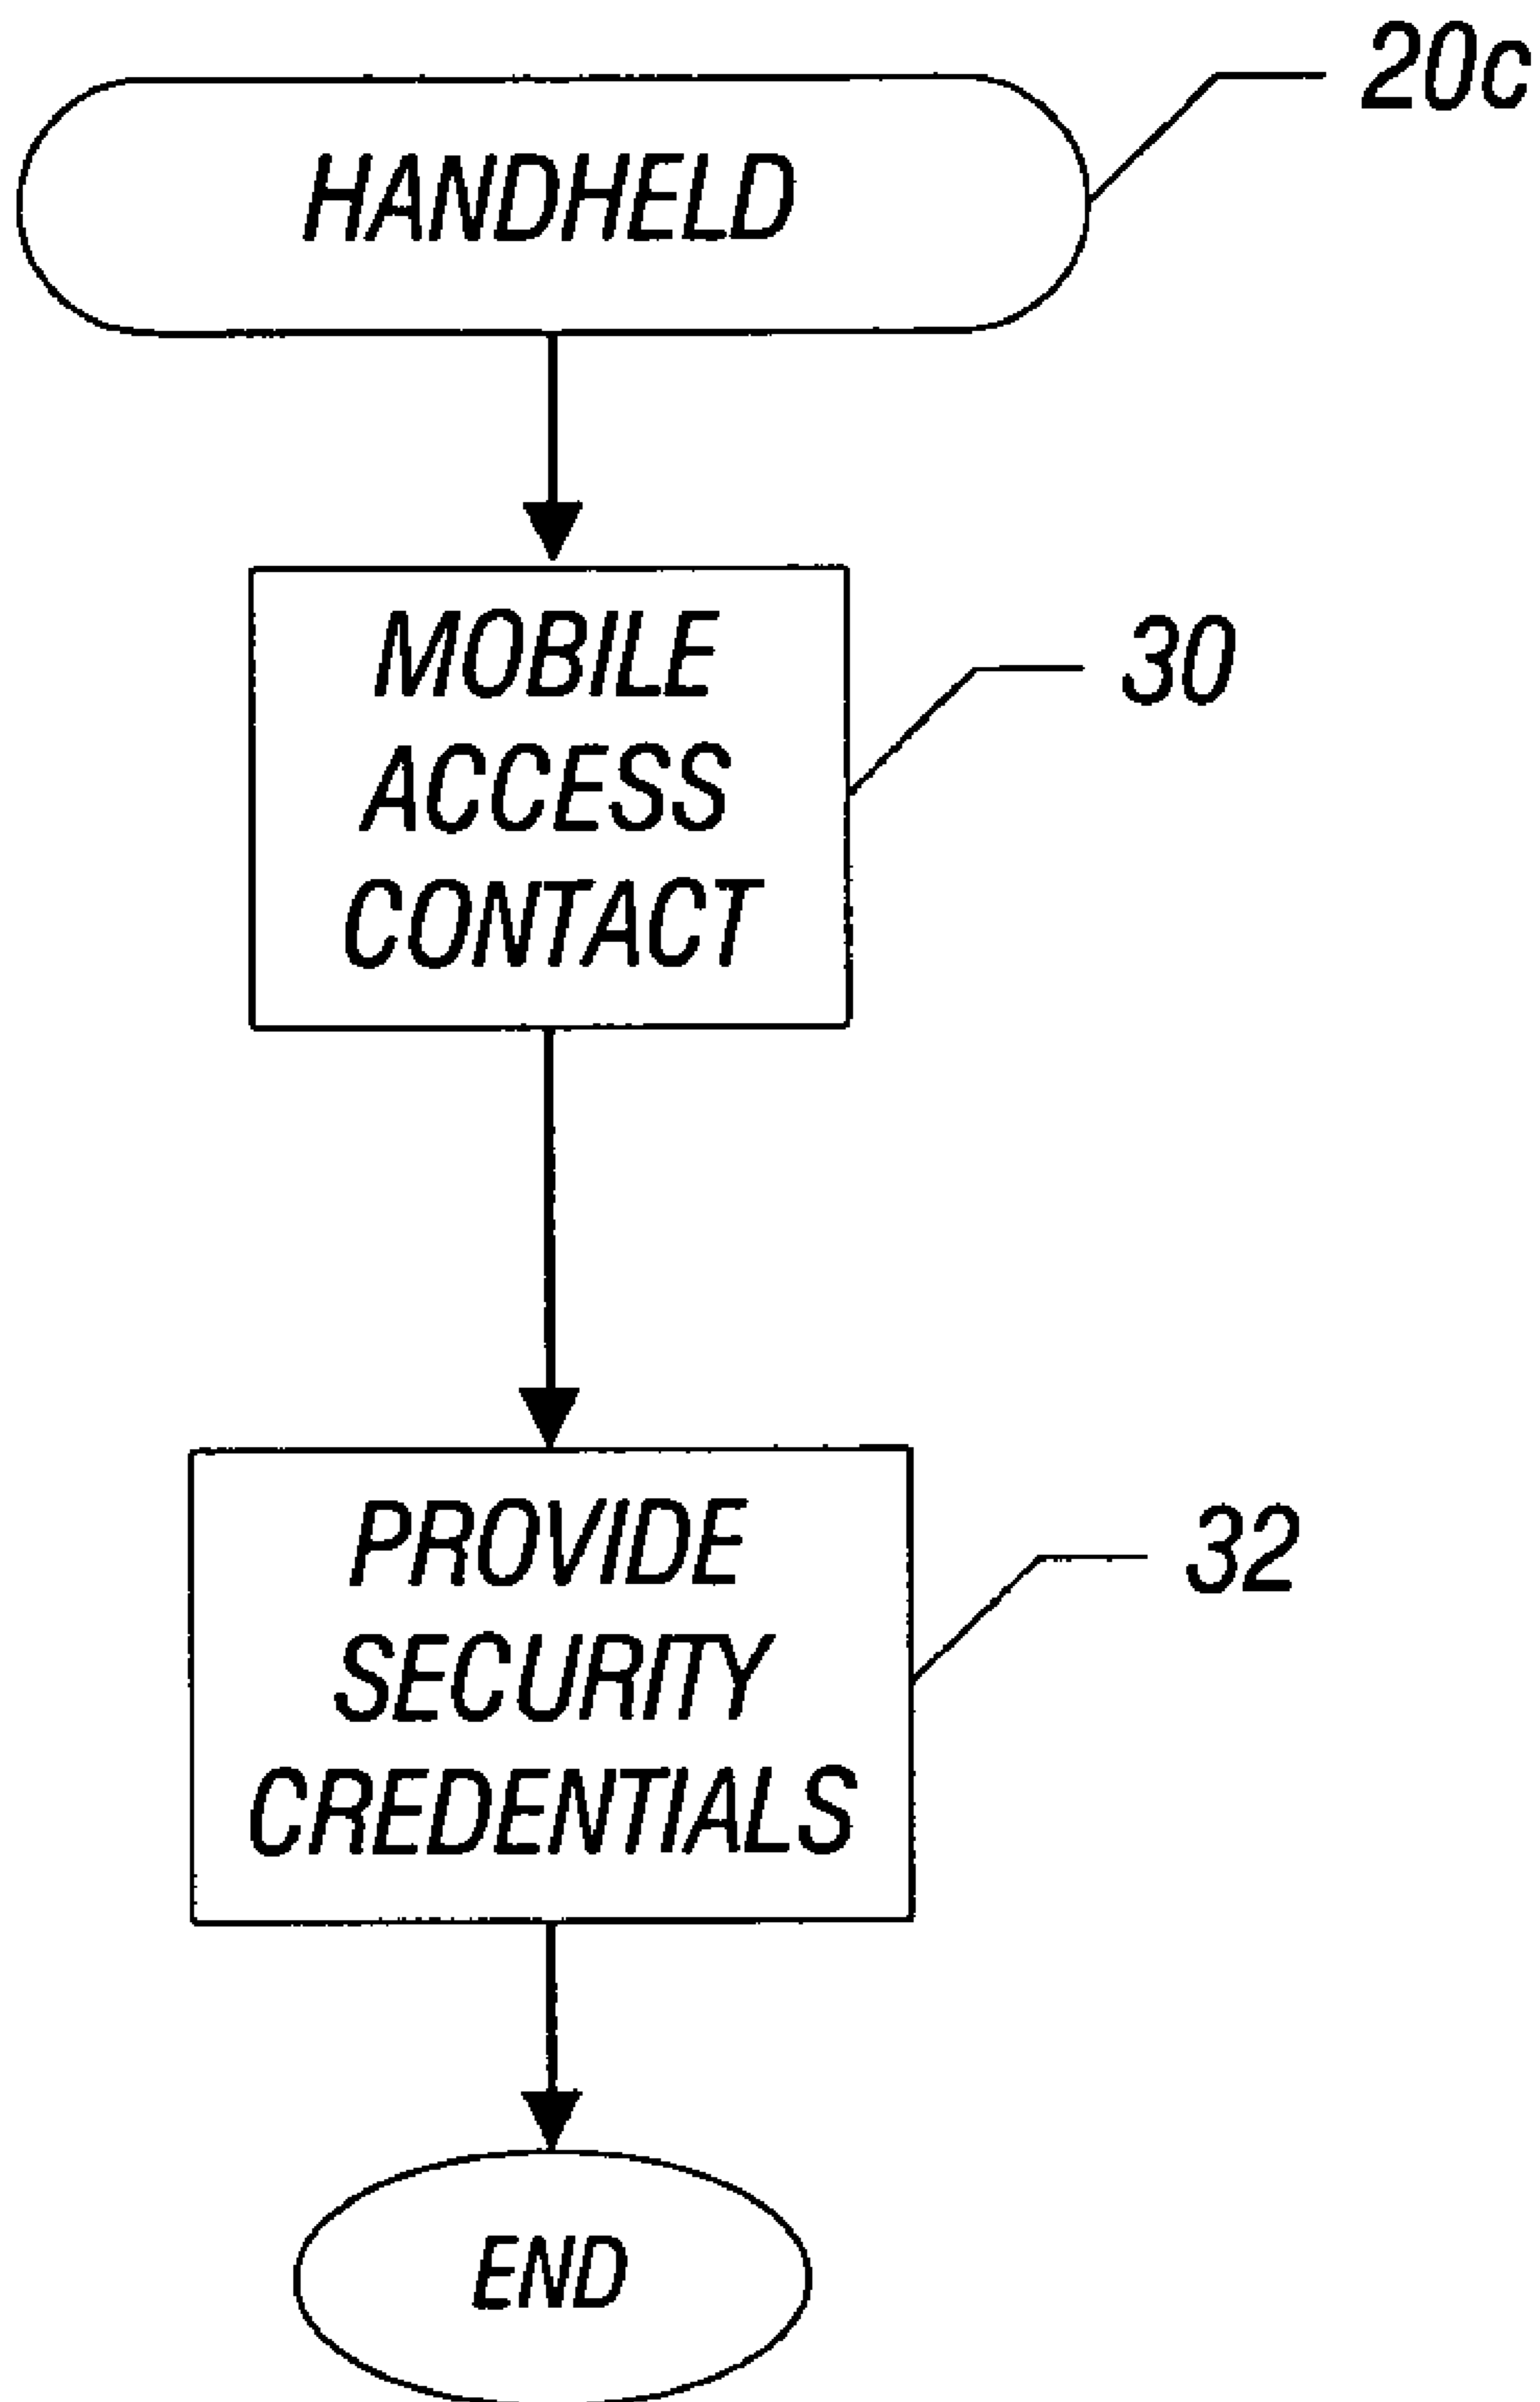 20c
HANDHELD
MOBILE
ACCESS
CONTACT
30
PROVIDE
SECURITY
CREDENTIALS
32
END